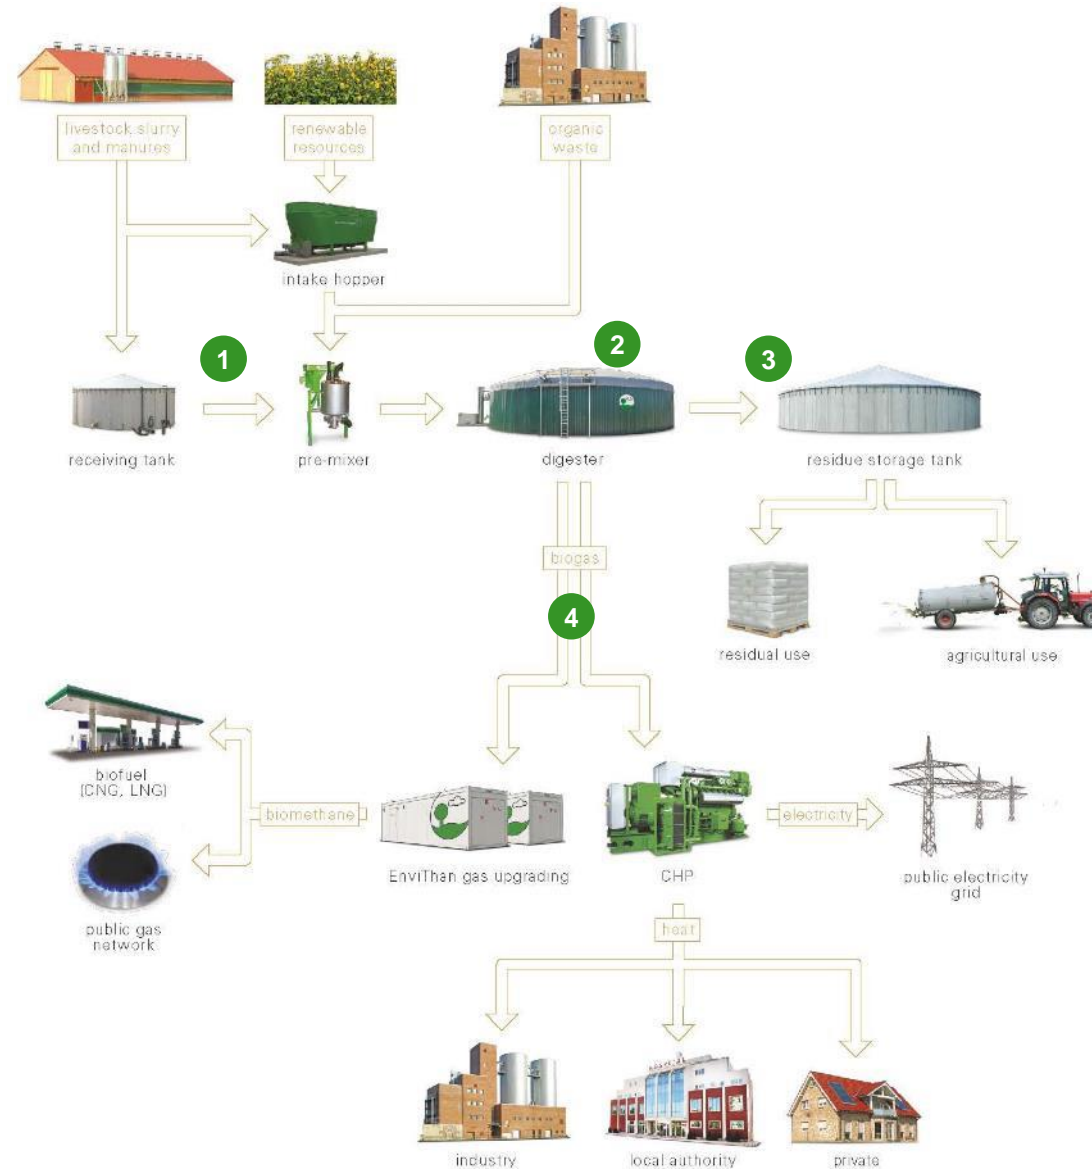 livestock slurry
and manures
renewable
resources
organic
waste
intake hopper
1
2
3
receiving tank
pre-mixer
digester
residue storage tank
biogas
4
residual use
agricultural use
biofuel
(CNG, LNG)
biomethane
electricity
EnviThan gas upgrading
CHP
public electricity
grid
public gas
network
heat
industry
local authority
private